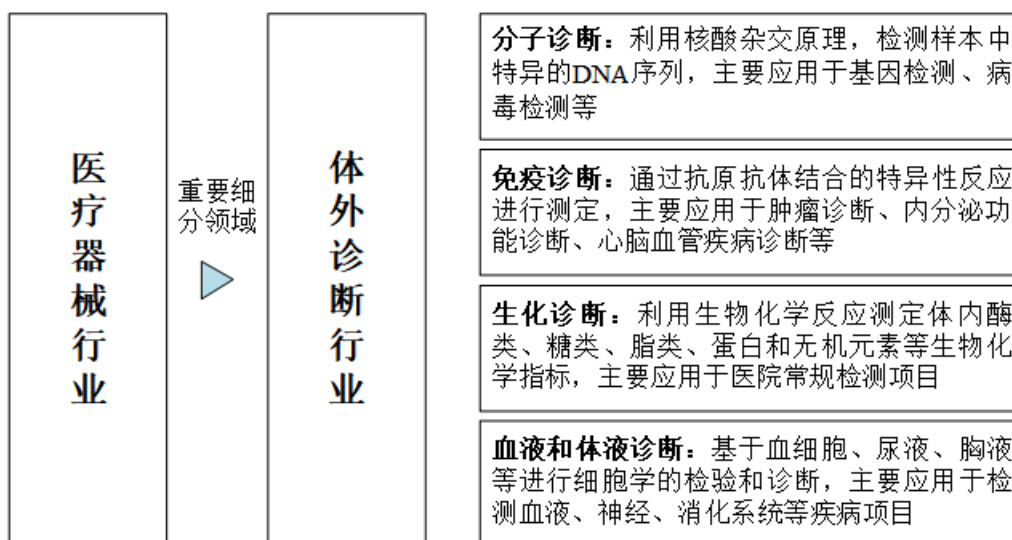 医疗器械行业
重要细
分领域
体外诊断行业
分子诊断：利用核酸杂交原理，检测样本中
特异的DNA序列，主要应用于基因检测、病
毒检测等
免疫诊断：通过抗原抗体结合的特异性反应
进行测定，主要应用于肿瘤诊断、内分泌功
能诊断、心脑血管疾病诊断等
生化诊断：利用生物化学反应测定体内酶
类、糖类、脂类、蛋白和无机元素等生物化
学指标，主要应用于医院常规检测项目
血液和体液诊断：基于血细胞、尿液、胸液
等进行细胞学的检验和诊断，主要应用于检
测血液、神经、消化系统等疾病项目